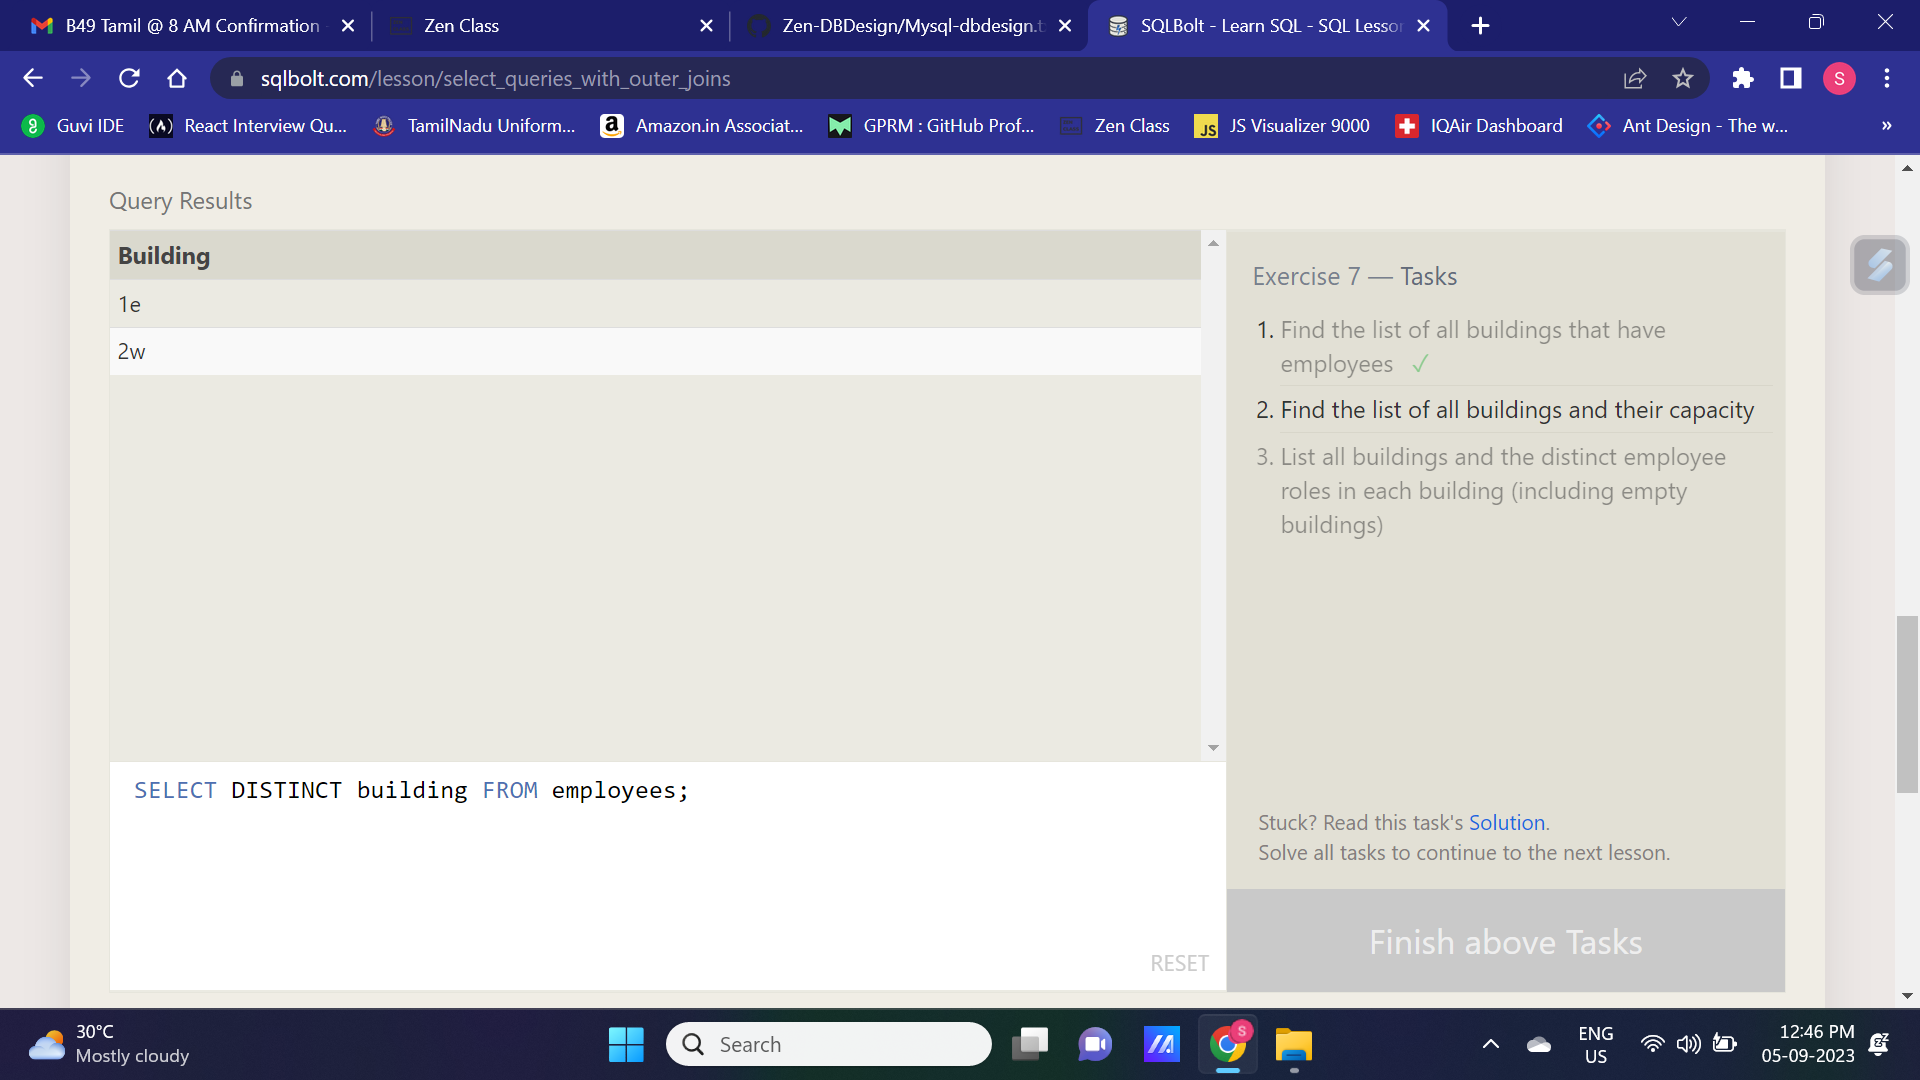 B49 Tamil @ 8 AM Confirmation
Zen Class
Zen-DBDesign/Mysql-dbdesign.t
SQLBolt - Learn SQL - SQL Lesson
sqlbolt.com/lesson/select_queries_with_outer_joins
S
Guvi IDE
React Interview Qu...
TamilNadu Uniform...
Amazon.in Associat...
GPRM : GitHub Prof...
Zen Class
JS Visualizer 9000
IQAir Dashboard
Ant Design - The w...
»
Query Results
Building
1e
2w
Exercise 7 — Tasks
1. Find the list of all buildings that have
employees ✓
2. Find the list of all buildings and their capacity
3. List all buildings and the distinct employee
roles in each building (including empty
buildings)
SELECT DISTINCT building FROM employees;
RESET
Stuck? Read this task's Solution.
Solve all tasks to continue to the next lesson.
Finish above Tasks
30°C
Mostly cloudy
Search
S
ENG
US
12:46 PM
05-09-2023